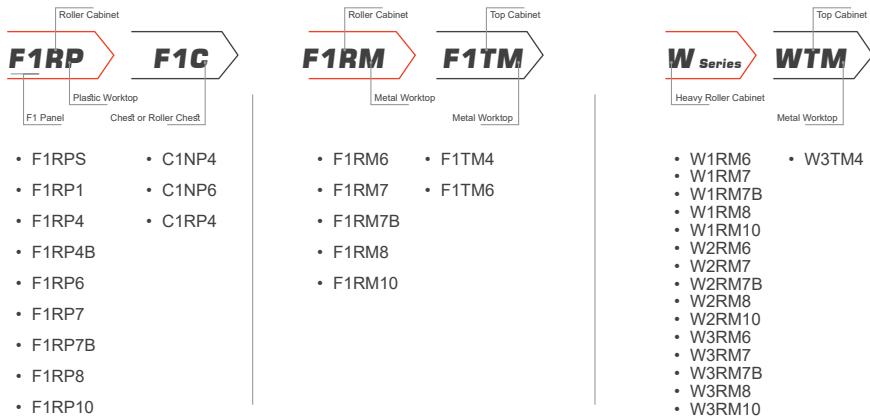 Roller Cabinet
F1RP
F1C
Plastic Worktop
F1 Panel
Chest or Roller Chest
• F1RPS
• F1RP1
• F1RP4
• F1RP4B
• F1RP6
• F1RP7
• F1RP7B
• F1RP8
• F1RP10
• C1NP4
• C1NP6
• C1RP4
Roller Cabinet
Top Cabinet
F1RM
F1TM
Metal Worktop
Metal Worktop
• F1RM6
• F1RM7
• F1RM7B
• F1RM8
• F1RM10
• F1TM4
• F1TM6
Top Cabinet
W Series
WTM
Heavy Roller Cabinet
Metal Worktop
• W1RM6
• W1RM7
• W1RM7B
• W1RM8
• W1RM10
• W2RM6
• W2RM7
• W2RM7B
• W2RM8
• W2RM10
• W3RM6
• W3RM7
• W3RM7B
• W3RM8
• W3RM10
• W3TM4